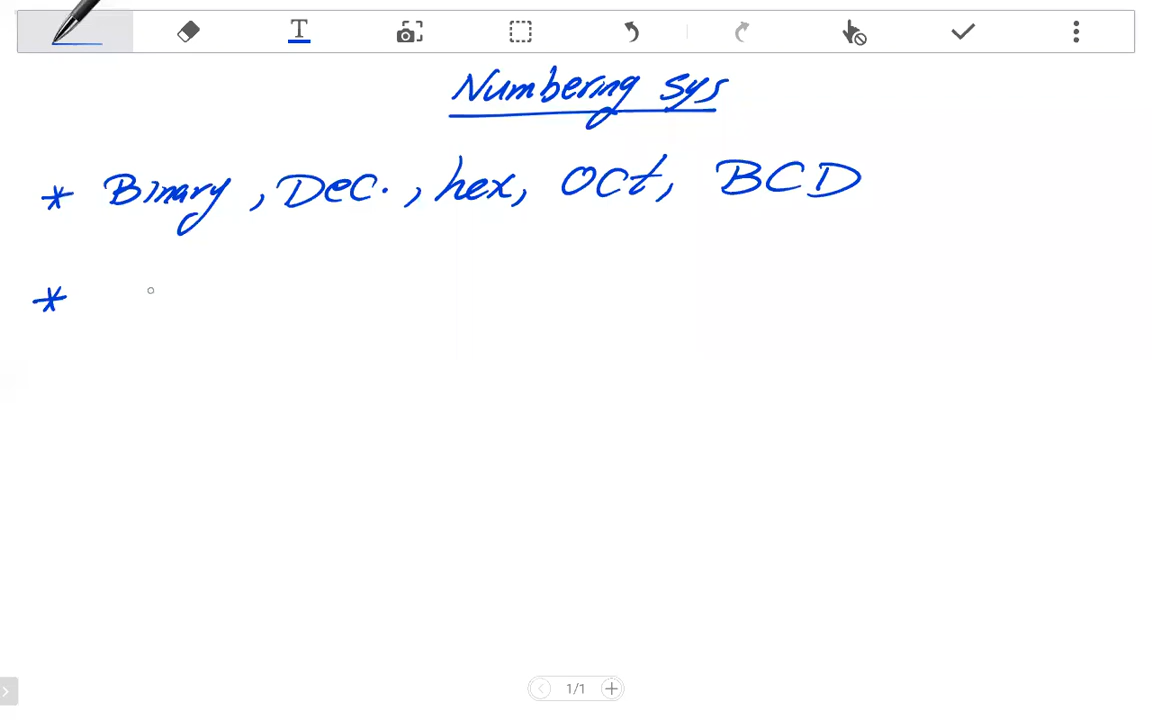 T
Numbering sys
* Binary, Dec., hex, Oct, BCD
*
1/1